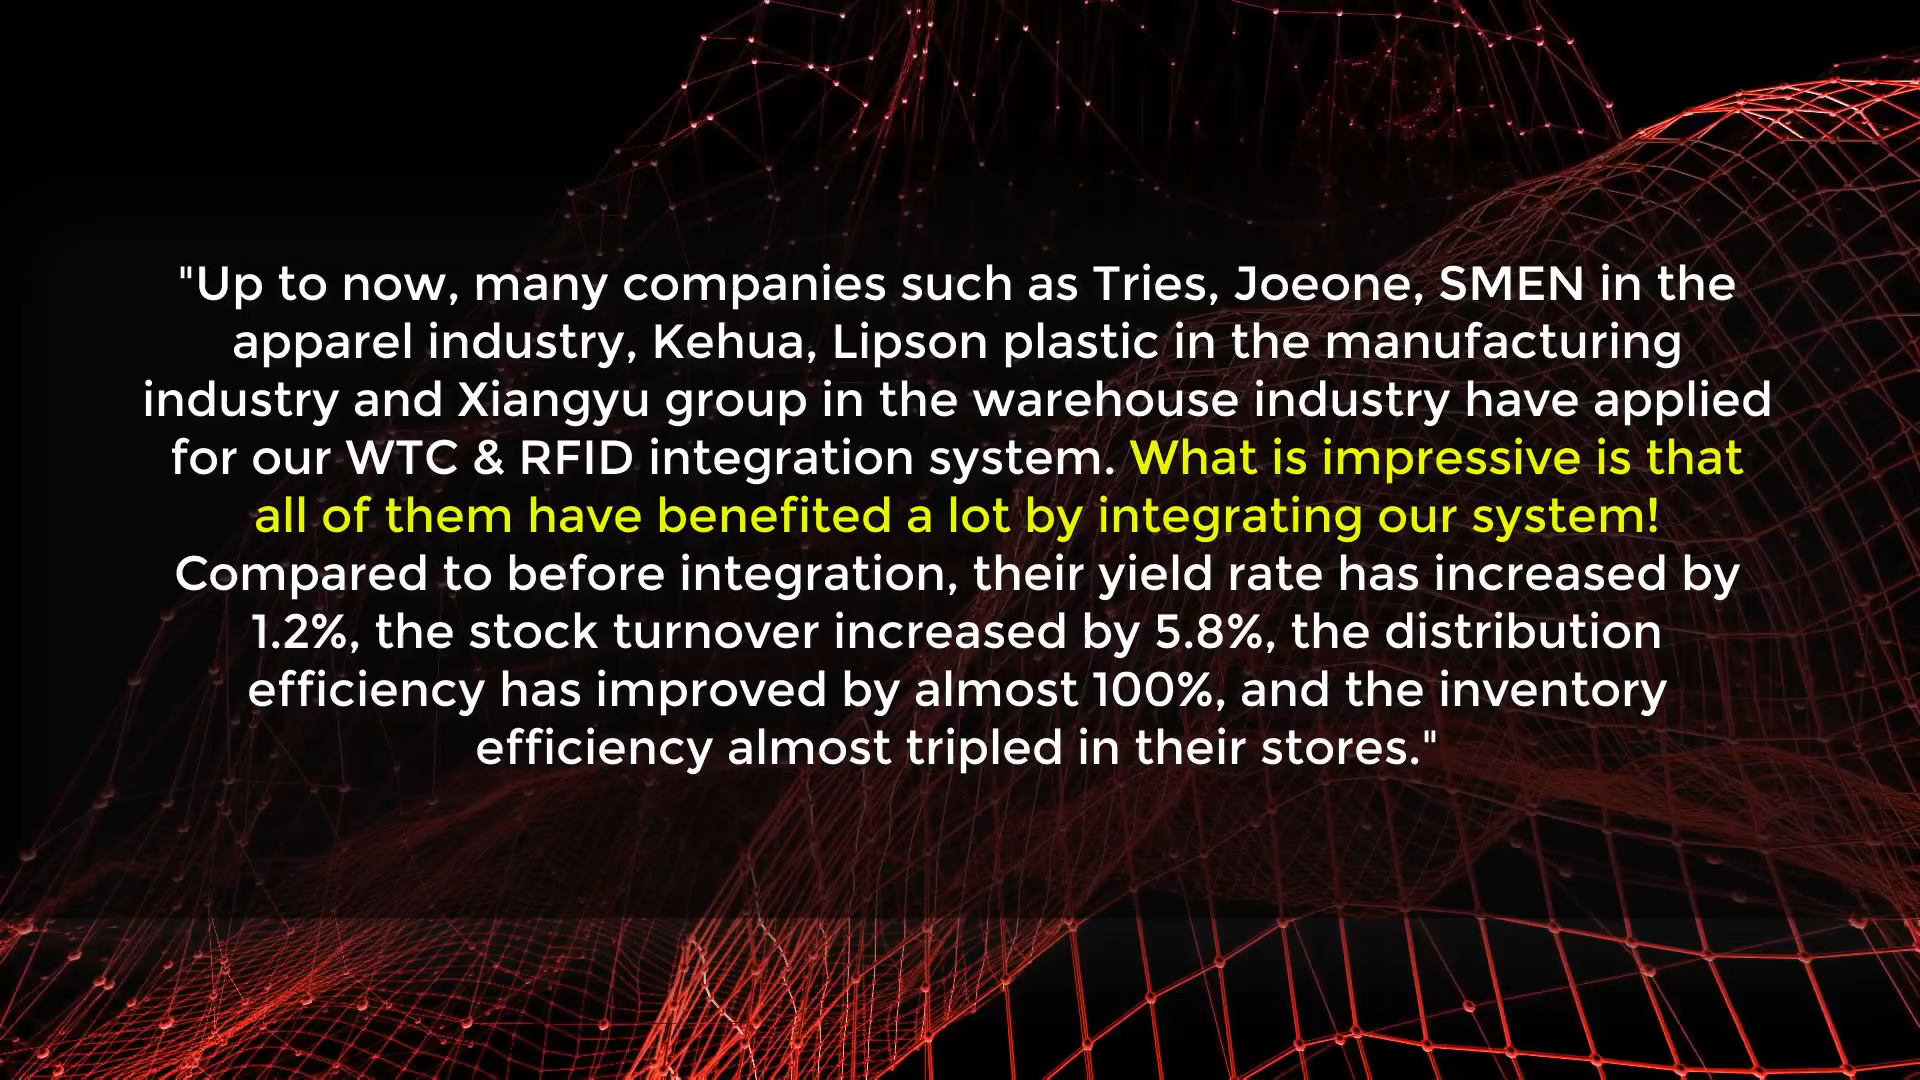 "Up to now, many companies such as Tries, Joeone, SMEN in the
apparel industry, Kehua, Lipson plastic in the manufacturing
industry and Xiangyu group in the warehouse industry have applied
for our WTC & RFID integration system. What is impressive is that
all of them have benefited a lot by integrating our system!
Compared to before integration, their yield rate has increased by
1.2%, the stock turnover increased by 5.8%, the distribution
efficiency has improved by almost 100%, and the inventory
efficiency almost tripled in their stores."